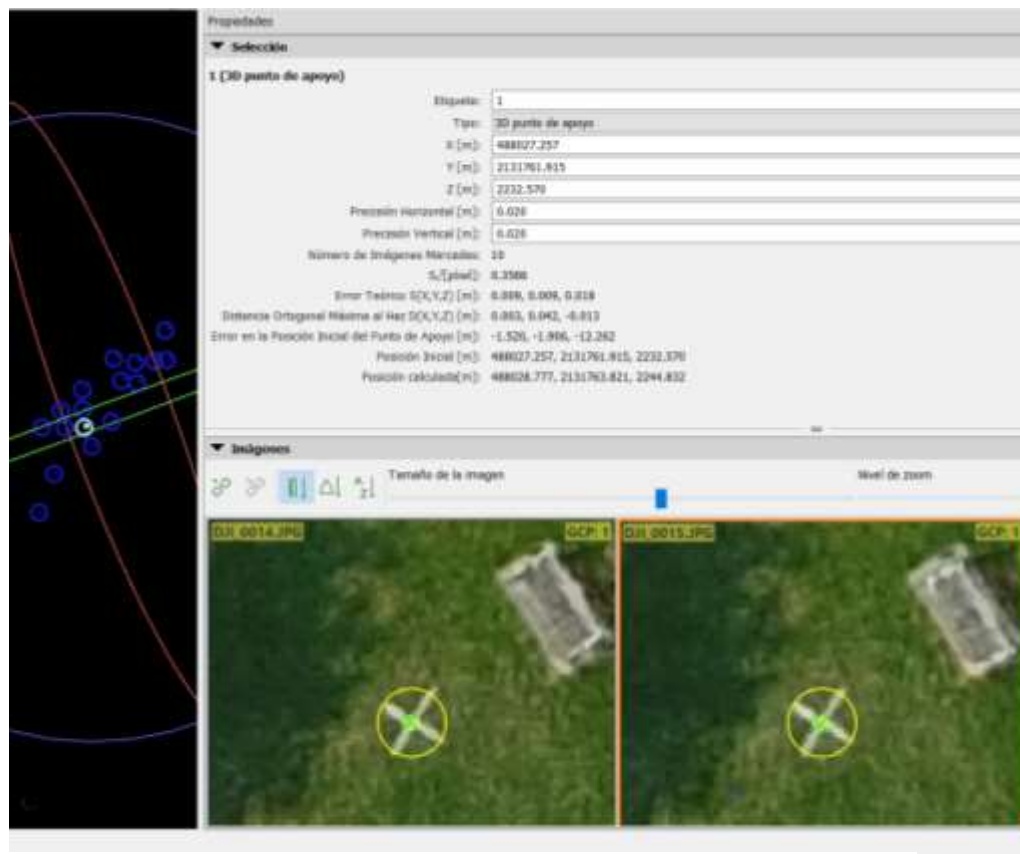 Propiedades
Selección
1 (3D punto de apoyo)
Etiqueta: 1
Tipo: 3D punto de apoyo
X [m]: 488027.257
Y [m]: 2131761.915
Z [m]: 2232.570
Precisión Horizontal [m]: 0.020
Precisión Vertical [m]: 0.020
Número de Imágenes Marcadas: 10
S₀²[píxel]: 0.3566
Error Teórico S(X,Y,Z) [m]: 0.009, 0.009, 0.018
Distancia Ortogonal Máxima al Haz D(X,Y,Z) [m]: 0.003, 0.042, -0.013
Error en la Posición Inicial del Punto de Apoyo [m]: -1.520, -1.906, -12.262
Posición Inicial [m]: 488027.257, 2131761.915, 2232.570
Posición calculada[m]: 488028.777, 2131763.821, 2244.832
Imágenes
Tamaño de la imagen
Nivel de zoom
DJI_0014.JPG
GCP: 1
DJI_0015.JPG
GCP: 1